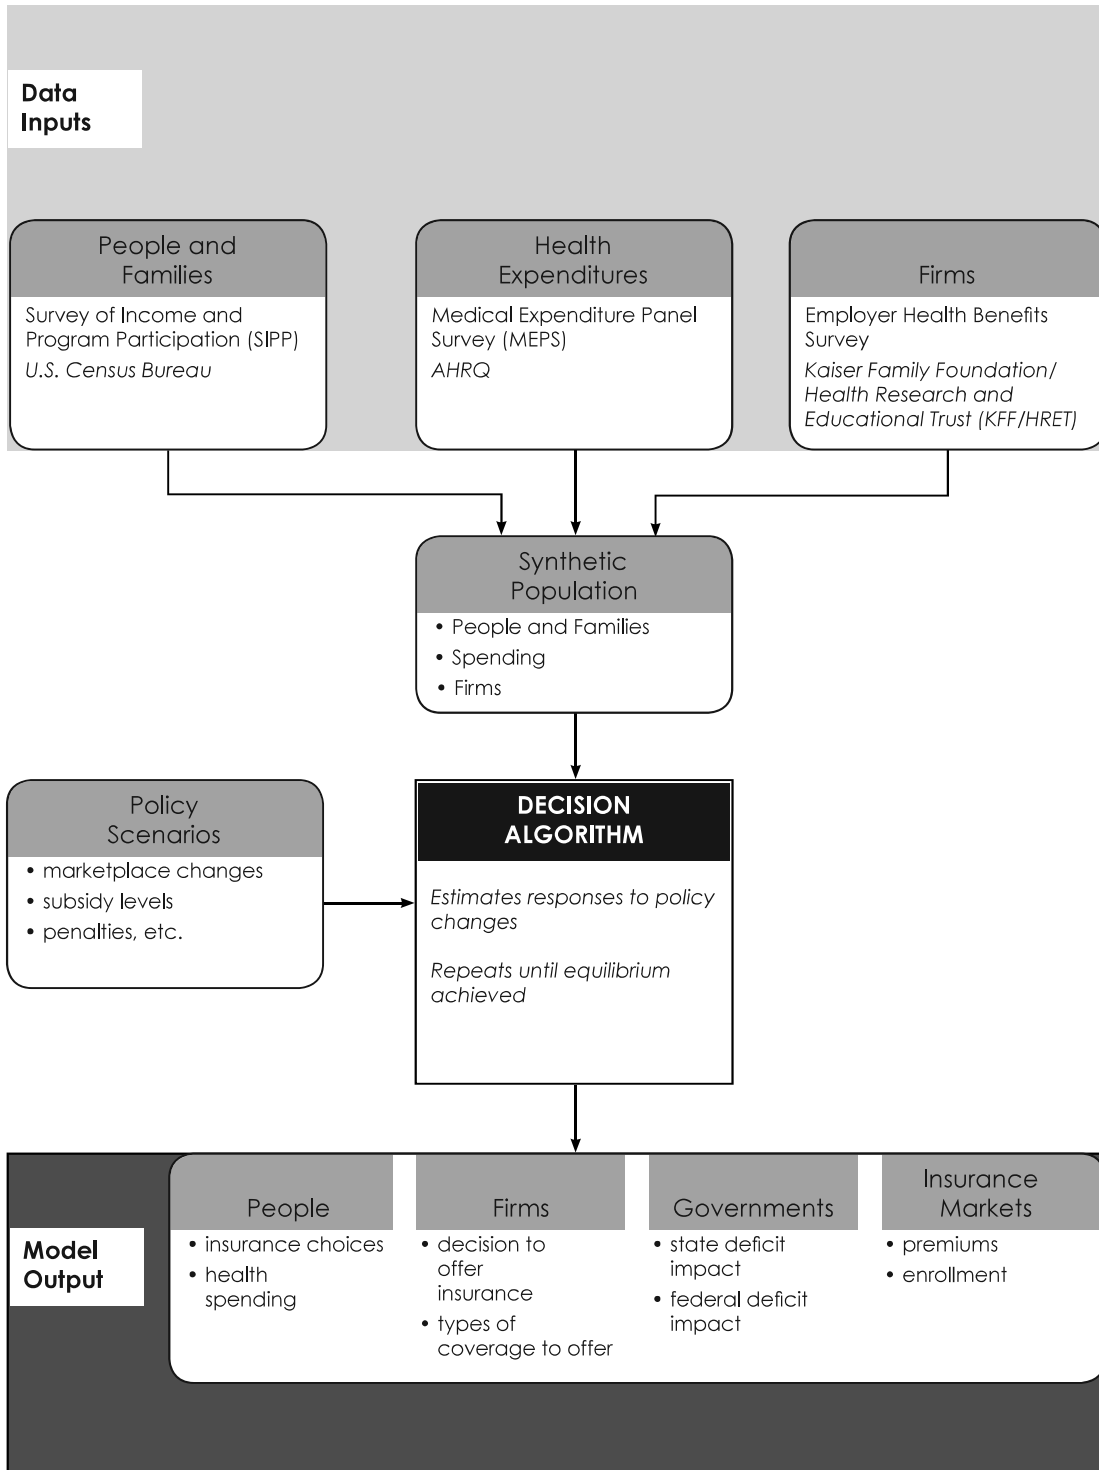 Data
Inputs
People and
Families
Survey of Income and
Program Participation (SIPP)
U.S. Census Bureau
Health
Expenditures
Medical Expenditure Panel
Survey (MEPS)
AHRQ
Firms
Employer Health Benefits
Survey
Kaiser Family Foundation/
Health Research and
Educational Trust (KFF/HRET)
Synthetic
Population
• People and Families
• Spending
• Firms
Policy
Scenarios
• marketplace changes
• subsidy levels
• penalties, etc.
DECISION
ALGORITHM
Estimates responses to policy
changes
Repeats until equilibrium
achieved
Model
Output
People
• insurance choices
• health
spending
Firms
• decision to
offer
insurance
• types of
coverage to offer
Governments
• state deficit
impact
• federal deficit
impact
Insurance
Markets
• premiums
• enrollment